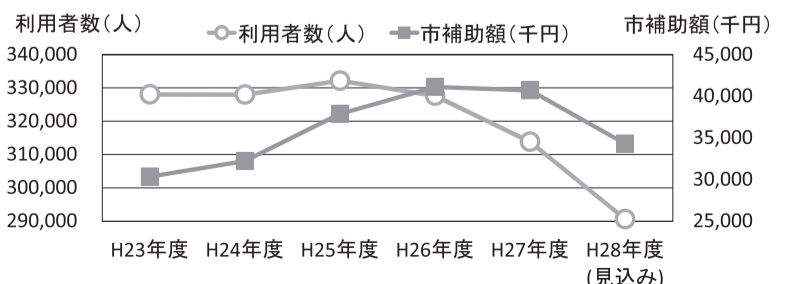 利用者数(人)
利用者数(人) 市補助額(千円)
市補助額(千円)
340,000
330,000
320,000
310,000
300,000
290,000
45,000
40,000
35,000
30,000
25,000
H23年度 H24年度 H25年度 H26年度 H27年度 H28年度
(見込み)